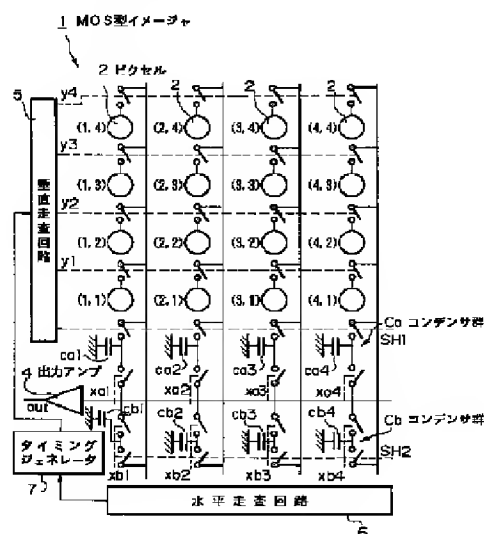 1 MOS型イメージャ
2 ピクセル 2 2 2
5
y4
(1, 4) (2, 4) (3, 4) (4, 4)
y3
垂直走査回路
(1, 3) (2, 3) (3, 3) (4, 3)
y2
(1, 2) (2, 2) (3, 2) (4, 2)
y1
(1, 1) (2, 1) (3, 1) (4, 1)
Ca コンデンサ群
SH1
ca1 ca2 ca3 ca4
4 出力アンプ
xa1 xa2 xa3 xa4
out
cb1 cb2 cb3 cb4
Cb コンデンサ群
SH2
タイミング
ジェネレータ
7
xb1 xb2 xb3 xb4
水平走査回路
6